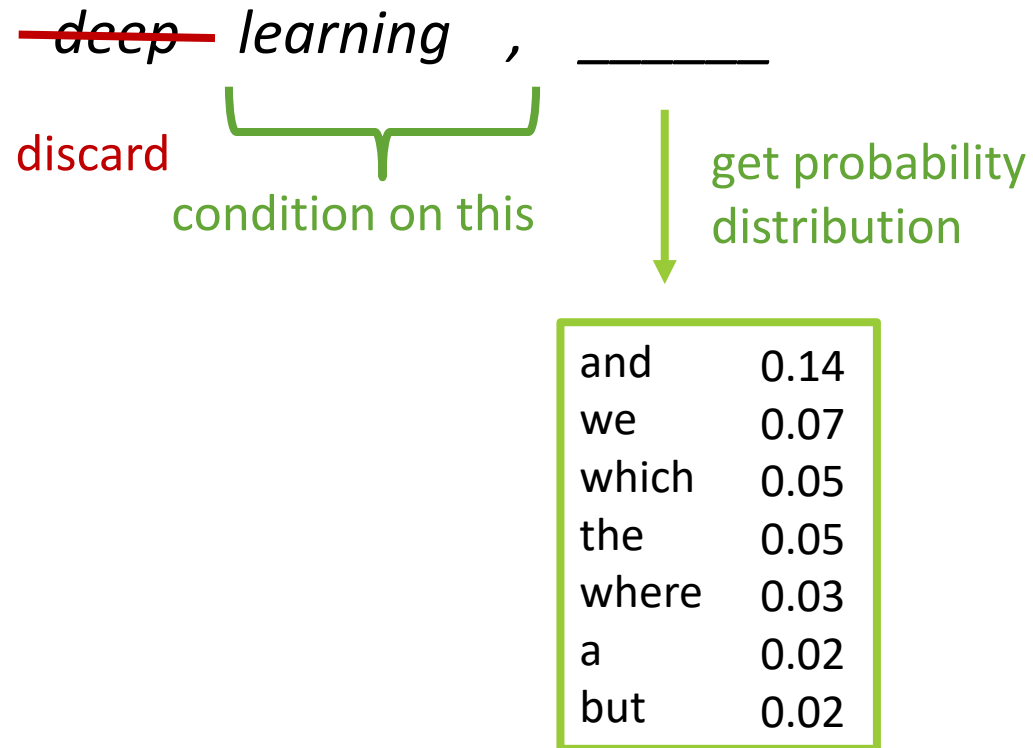 deep learning , ______
discard
condition on this
get probability
distribution
and 0.14
we 0.07
which 0.05
the 0.05
where 0.03
a 0.02
but 0.02